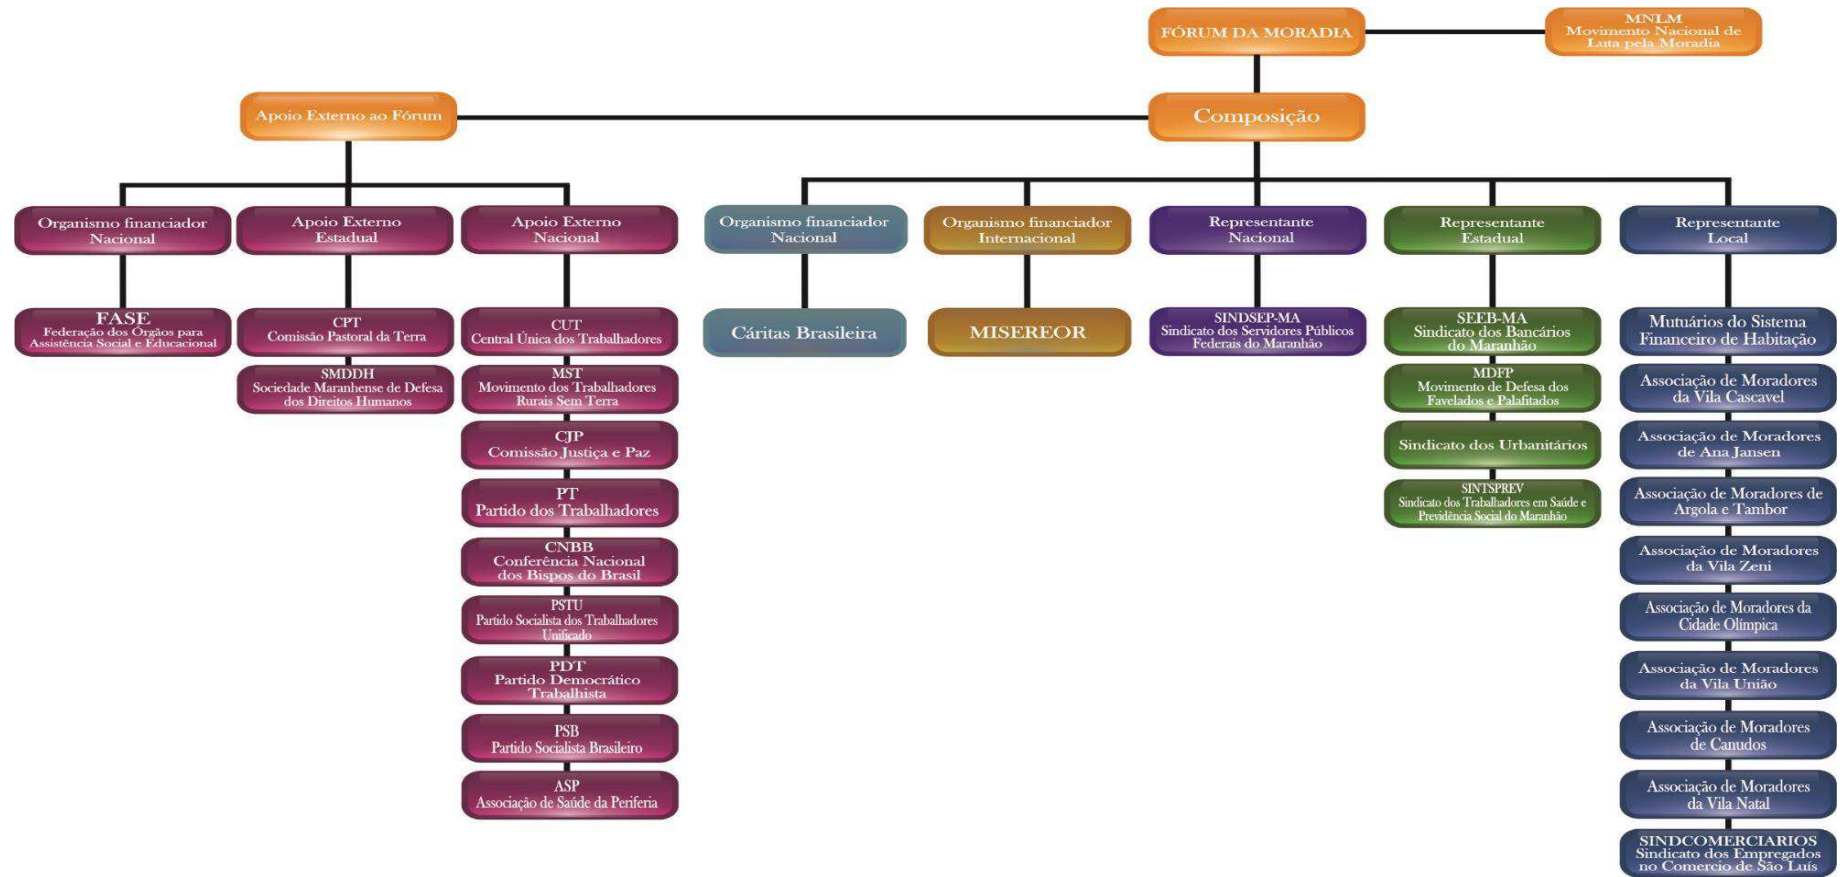 FÓRUM DA MORADIA
MNLM
Movimento Nacional de
Luta pela Moradia
Apoio Externo ao Fórum
Composição
Organismo financiador
Nacional
Apoio Externo
Estadual
Apoio Externo
Nacional
Organismo financiador
Nacional
Organismo financiador
Internacional
Representante
Nacional
Representante
Estadual
Representante
Local
FASE
Federação dos Órgãos para
Assistência Social e Educacional
CPT
Comissão Pastoral da Terra
SMDDH
Sociedade Maranhense de Defesa
dos Direitos Humanos
CUT
Central Única dos Trabalhadores
MST
Movimento dos Trabalhadores
Rurais Sem Terra
CJP
Comissão Justiça e Paz
PT
Partido dos Trabalhadores
CNBB
Conferência Nacional
dos Bispos do Brasil
PSTU
Partido Socialista dos Trabalhadores
Unificado
PDT
Partido Democrático
Trabalhista
PSB
Partido Socialista Brasileiro
ASP
Associação de Saúde da Periferia
Cáritas Brasileira
MISEREOR
SINDSEP-MA
Sindicato dos Servidores Públicos
Federais do Maranhão
SEEB-MA
Sindicato dos Bancários
do Maranhão
MDFP
Movimento de Defesa dos
Favelados e Palafitados
Sindicato dos Urbanitários
SINTSPREV
Sindicato dos Trabalhadores em Saúde e
Previdência Social do Maranhão
Mutuários do Sistema
Financeiro de Habitação
Associação de Moradores
da Vila Cascavel
Associação de Moradores
de Ana Jansen
Associação de Moradores de
Argola e Tambor
Associação de Moradores
da Vila Zeni
Associação de Moradores da
Cidade Olímpica
Associação de Moradores
da Vila União
Associação de Moradores
de Canudos
Associação de Moradores
da Vila Natal
SINDCOMERCIARIOS
Sindicato dos Empregados
no Comercio de São Luís